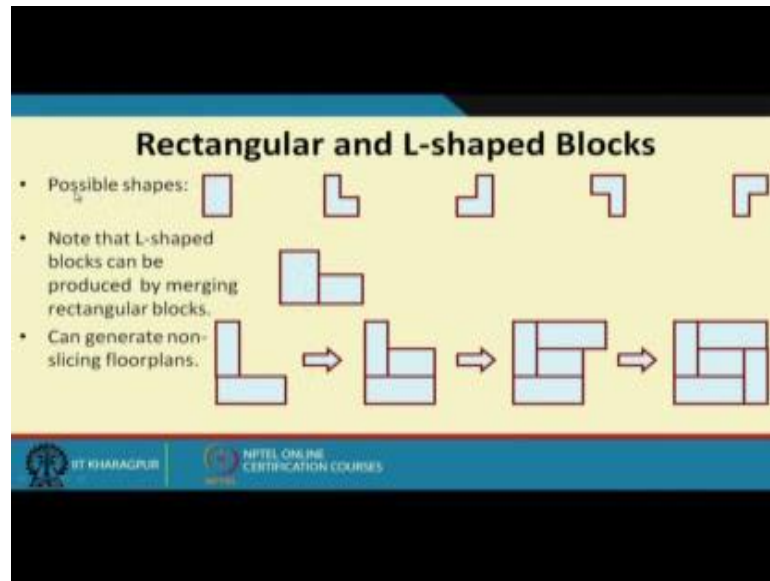 Rectangular and L-shaped Blocks
• Possible shapes:
• Note that L-shaped
blocks can be
produced by merging
rectangular blocks.
• Can generate non-
slicing floorplans.
IIT KHARAGPUR
NPTEL ONLINE
CERTIFICATION COURSES
NPTEL